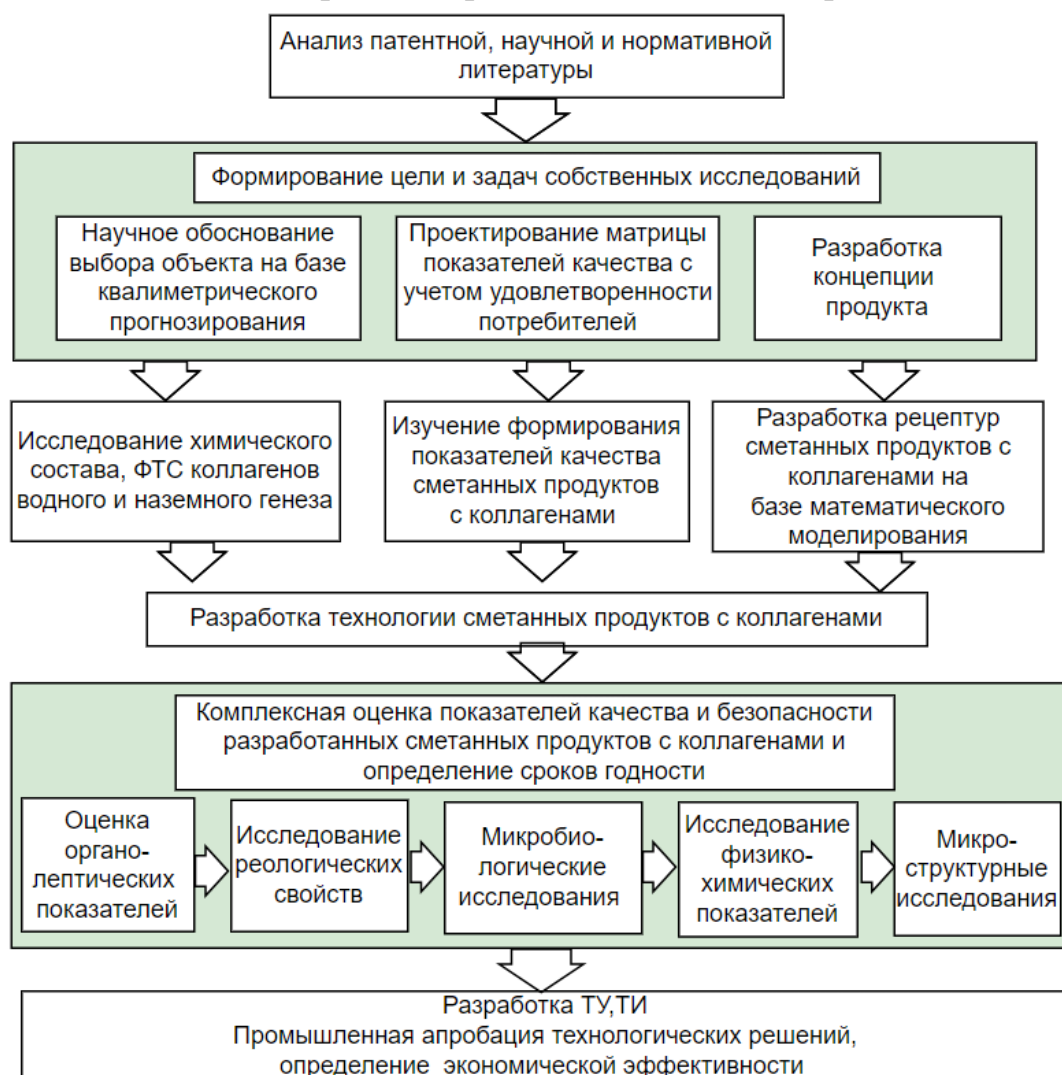 Анализ патентной, научной и нормативной
литературы
Формирование цели и задач собственных исследований
Научное обоснование
выбора объекта на базе
квалиметрического
прогнозирования
Проектирование матрицы
показателей качества с
учетом удовлетворенности
потребителей
Разработка
концепции
продукта
Исследование химического
состава, ФТС коллагенов
водного и наземного генеза
Изучение формирования
показателей качества
сметанных продуктов
с коллагенами
Разработка рецептур
сметанных продуктов с
коллагенами на
базе математического
моделирования
Разработка технологии сметанных продуктов с коллагенами
Комплексная оценка показателей качества и безопасности
разработанных сметанных продуктов с коллагенами и
определение сроков годности
Оценка
органо-
лептических
показателей
Исследование
реологических
свойств
Микробио-
логические
исследования
Исследование
физико-
химических
показателей
Микро-
структурные
исследования
Разработка ТУ,ТИ
Промышленная апробация технологических решений,
определение экономической эффективности